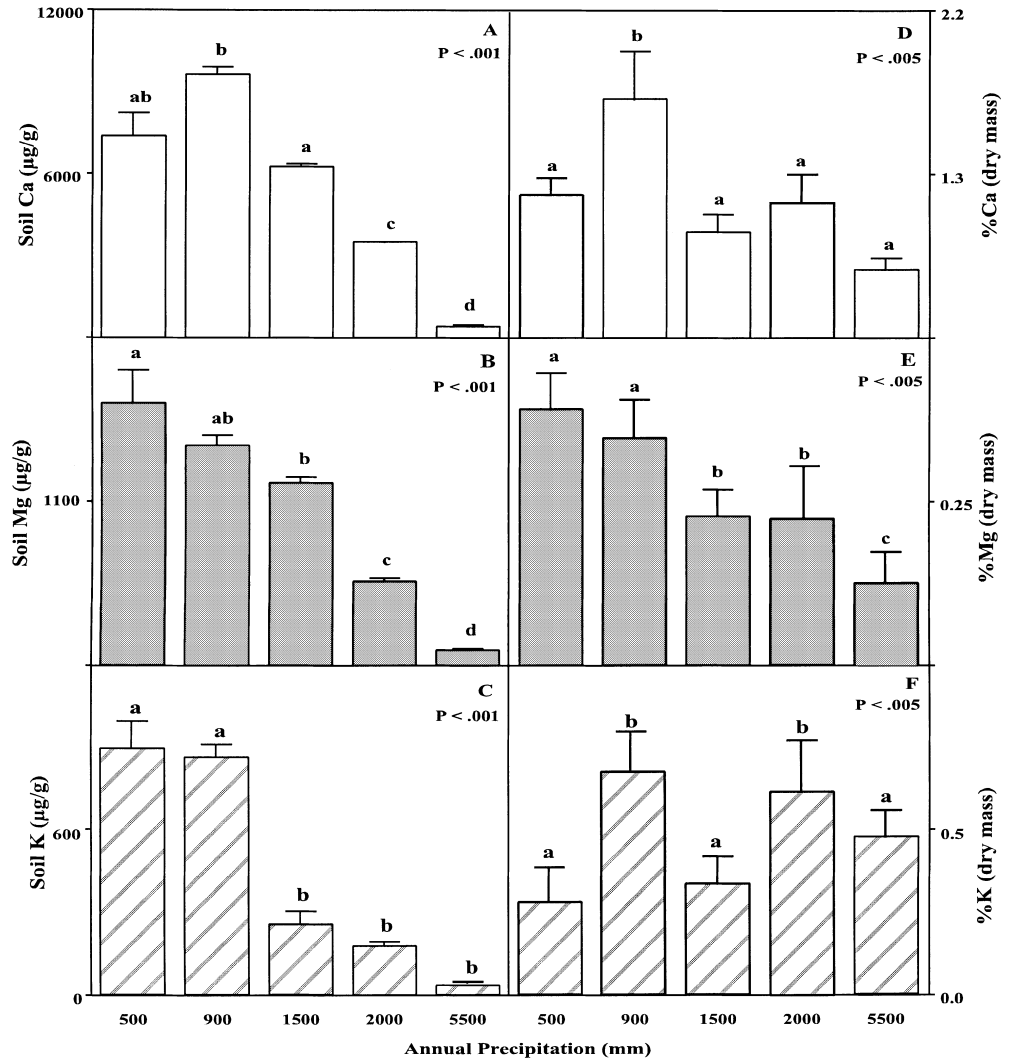 12000
A
P < .001
b
ab
a
c
d
6000
Soil Ca (µg/g)
D
P < .005
b
a
a
a
a
2.2
1.3
%Ca (dry mass)
B
P < .001
a
ab
b
c
d
1100
Soil Mg (µg/g)
E
P < .005
a
a
b
b
c
0.25
%Mg (dry mass)
C
P < .001
a
a
b
b
b
600
0
Soil K (µg/g)
F
P < .005
a
b
a
b
a
0.5
0.0
%K (dry mass)
500 900 1500 2000 5500 500 900 1500 2000 5500
Annual Precipitation (mm)